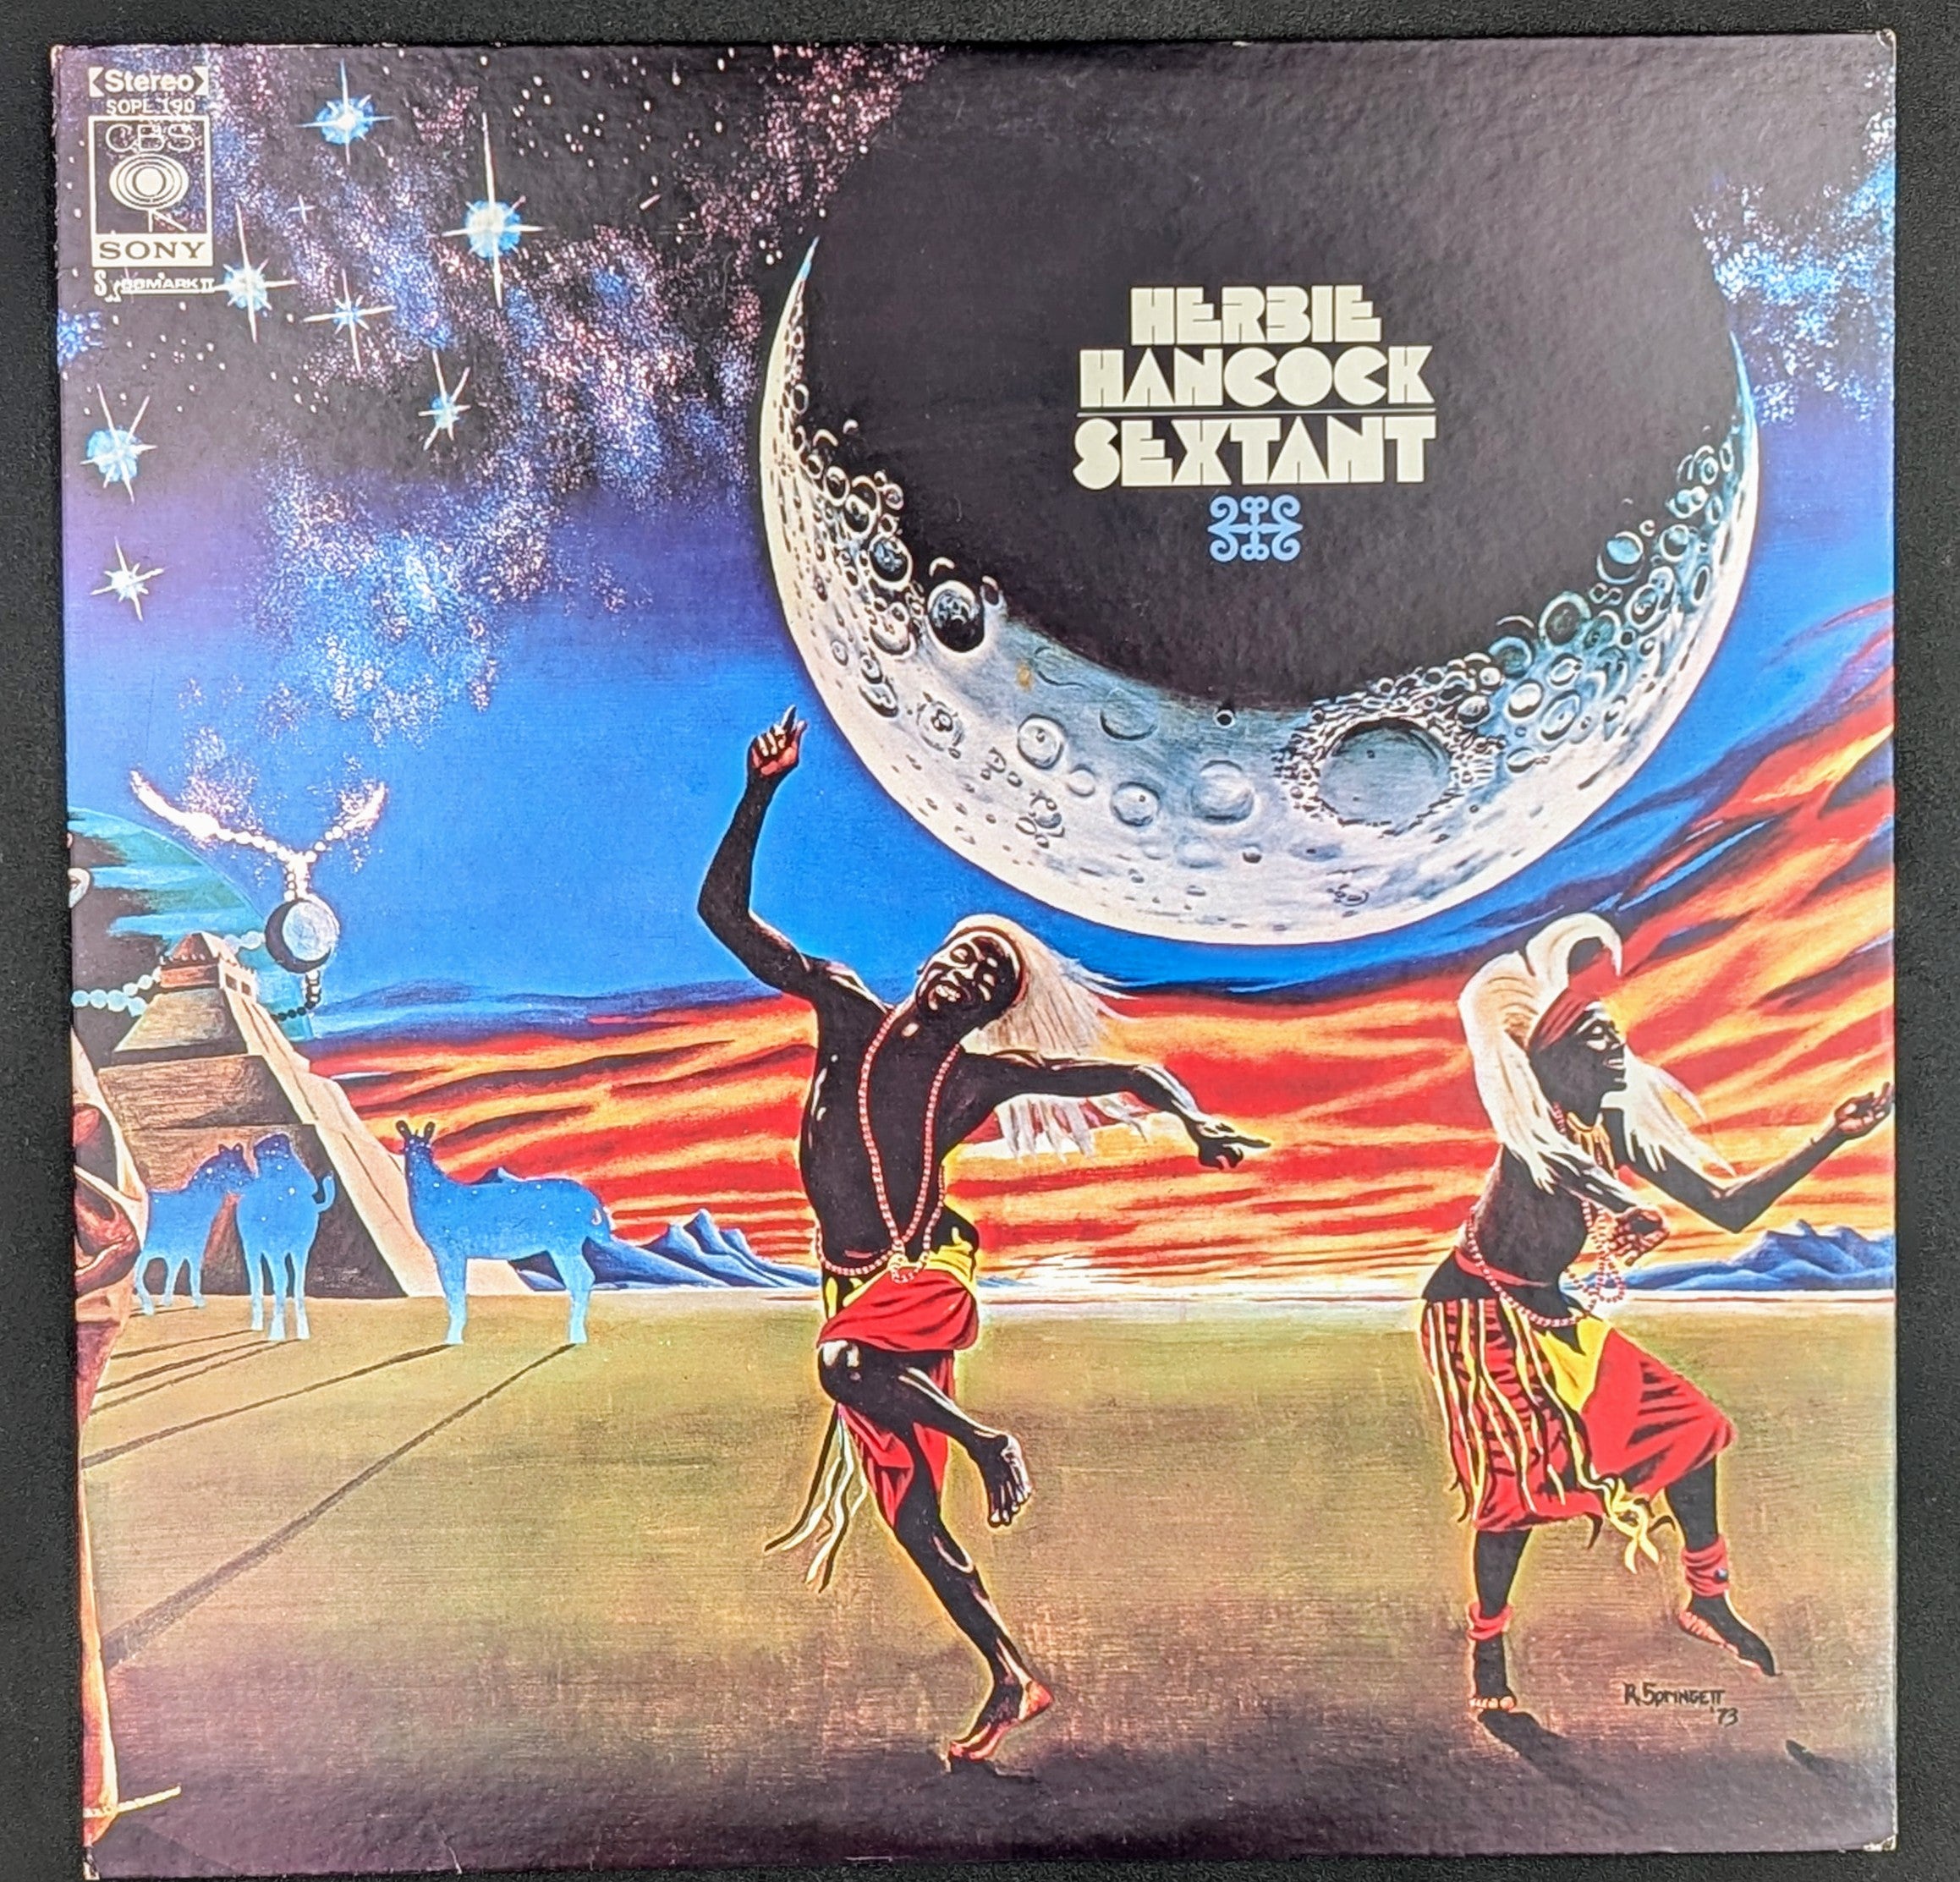 Stereo
SOPL 190
CBS
SONY
HERBIE
HANCOCK
SEXTANT
R. SPRINGETT
'73